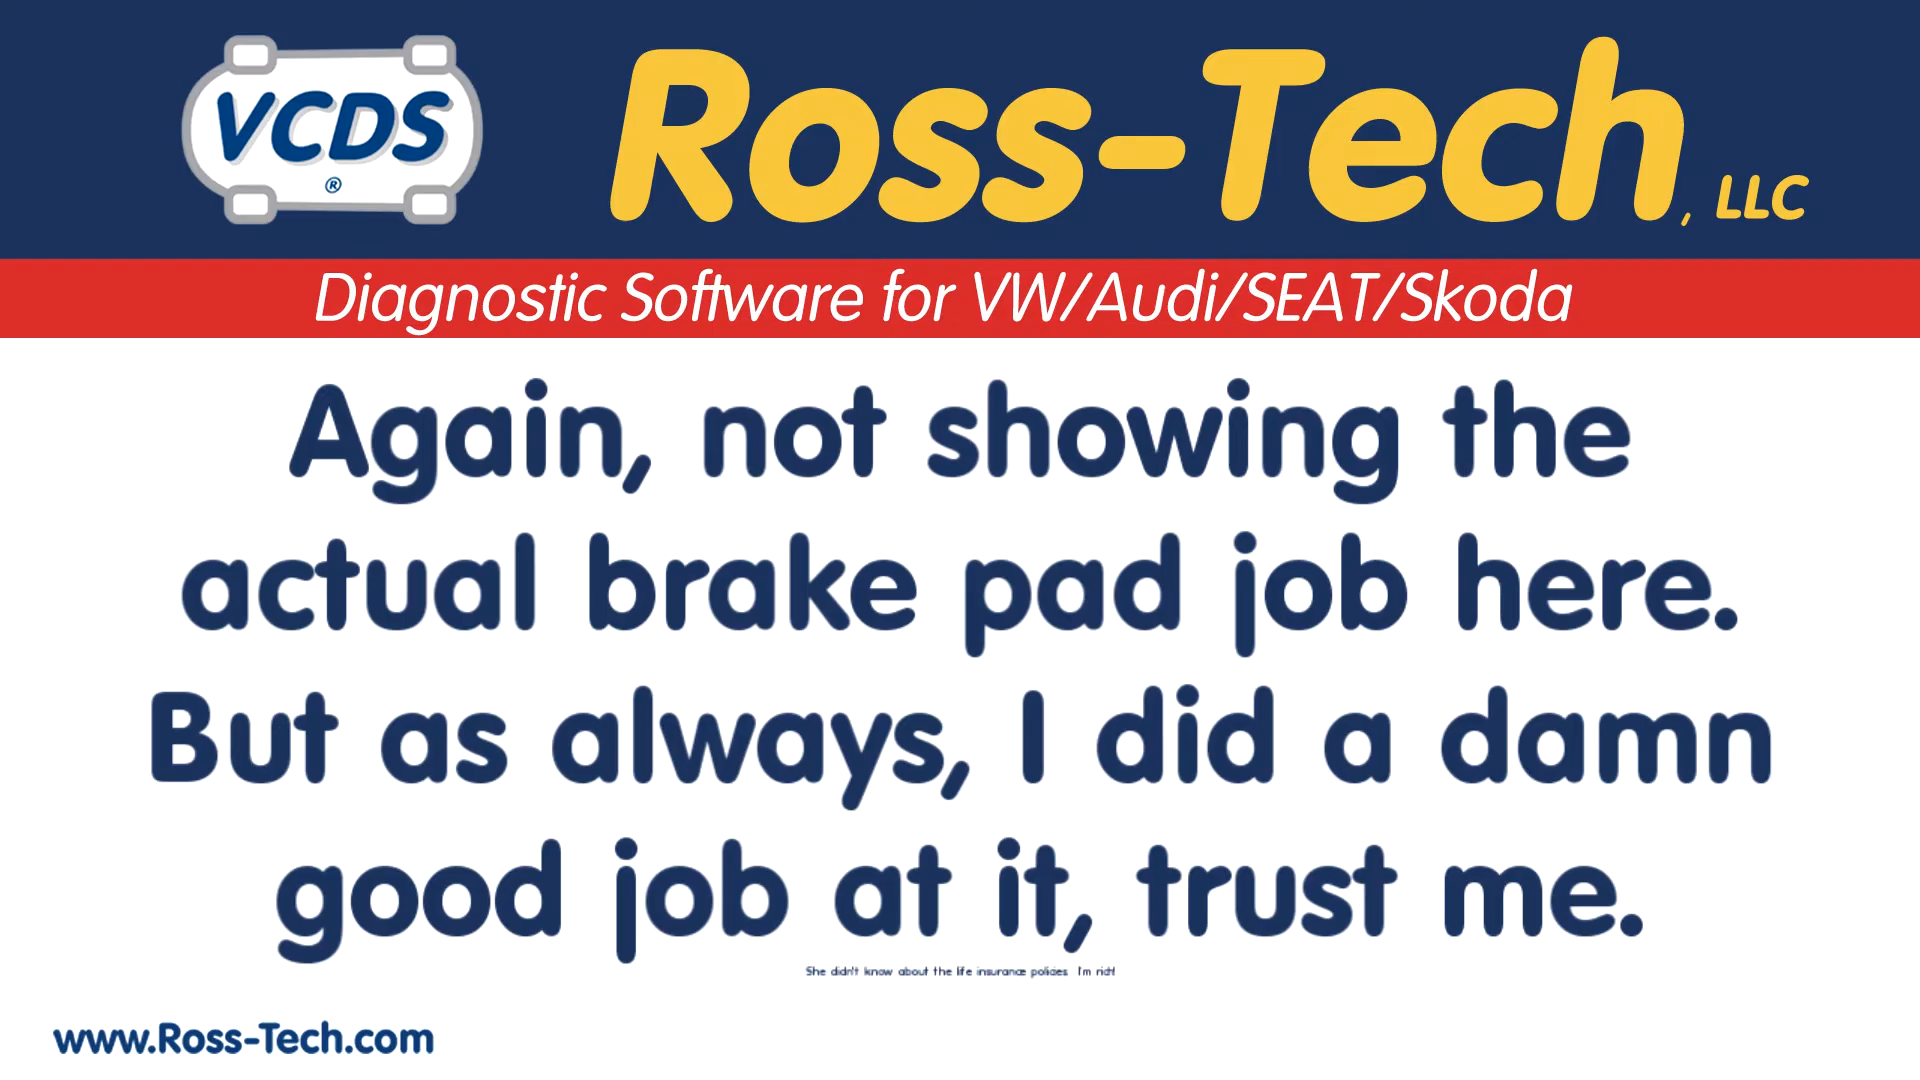 VCDS
®
Ross-Tech, LLC
Diagnostic Software for VW/Audi/SEAT/Skoda
Again, not showing the
actual brake pad job here.
But as always, I did a damn
good job at it, trust me.
She didn't know about the life insurance policies. I'm rich!
www.Ross-Tech.com